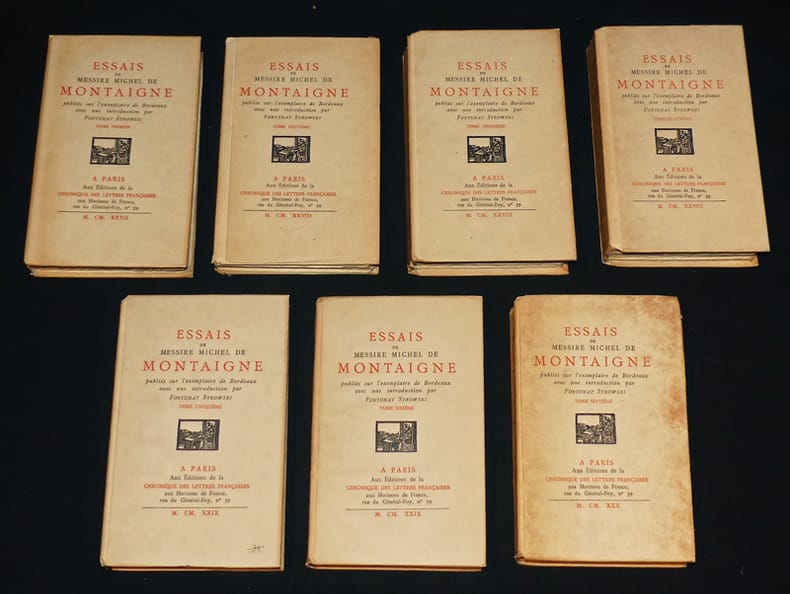 ESSAIS
DE
MESSIRE MICHEL DE
MONTAIGNE
publiés sur l'exemplaire de Bordeaux
avec une introduction par
FORTUNAT STROWSKI
TOME PREMIER
A PARIS
Aux Éditions de la
CHRONIQUE DES LETTRES FRANÇAISES
aux Horizons de France,
rue du Général-Foy, nº 39
M. CM. XXVII
ESSAIS
DE
MESSIRE MICHEL DE
MONTAIGNE
publiés sur l'exemplaire de Bordeaux
avec une introduction par
FORTUNAT STROWSKI
TOME DEUXIÈME
A PARIS
Aux Éditions de la
CHRONIQUE DES LETTRES FRANÇAISES
aux Horizons de France,
rue du Général-Foy, nº 39
M. CM. XXVIII
ESSAIS
DE
MESSIRE MICHEL DE
MONTAIGNE
publiés sur l'exemplaire de Bordeaux
avec une introduction par
FORTUNAT STROWSKI
TOME TROISIÈME
A PARIS
Aux Éditions de la
CHRONIQUE DES LETTRES FRANÇAISES
aux Horizons de France,
rue du Général-Foy, nº 39
M. CM. XXVIII
ESSAIS
DE
MESSIRE MICHEL DE
MONTAIGNE
publiés sur l'exemplaire de Bordeaux
avec une introduction par
FORTUNAT STROWSKI
TOME QUATRIÈME
A PARIS
Aux Éditions de la
CHRONIQUE DES LETTRES FRANÇAISES
aux Horizons de France,
rue du Général-Foy, nº 39
M. CM. XXVIII
ESSAIS
DE
MESSIRE MICHEL DE
MONTAIGNE
publiés sur l'exemplaire de Bordeaux
avec une introduction par
FORTUNAT STROWSKI
TOME CINQUIÈME
A PARIS
Aux Éditions de la
CHRONIQUE DES LETTRES FRANÇAISES
aux Horizons de France,
rue du Général-Foy, nº 39
M. CM. XXIX
ESSAIS
DE
MESSIRE MICHEL DE
MONTAIGNE
publiés sur l'exemplaire de Bordeaux
avec une introduction par
FORTUNAT STROWSKI
TOME SIXIÈME
A PARIS
Aux Éditions de la
CHRONIQUE DES LETTRES FRANÇAISES
aux Horizons de France,
rue du Général-Foy, nº 39
M. CM. XXIX
ESSAIS
DE
MESSIRE MICHEL DE
MONTAIGNE
publiés sur l'exemplaire de Bordeaux
avec une introduction par
FORTUNAT STROWSKI
TOME SEPTIÈME
A PARIS
Aux Éditions de la
CHRONIQUE DES LETTRES FRANÇAISES
aux Horizons de France,
rue du Général-Foy, nº 39
M. CM. XXX